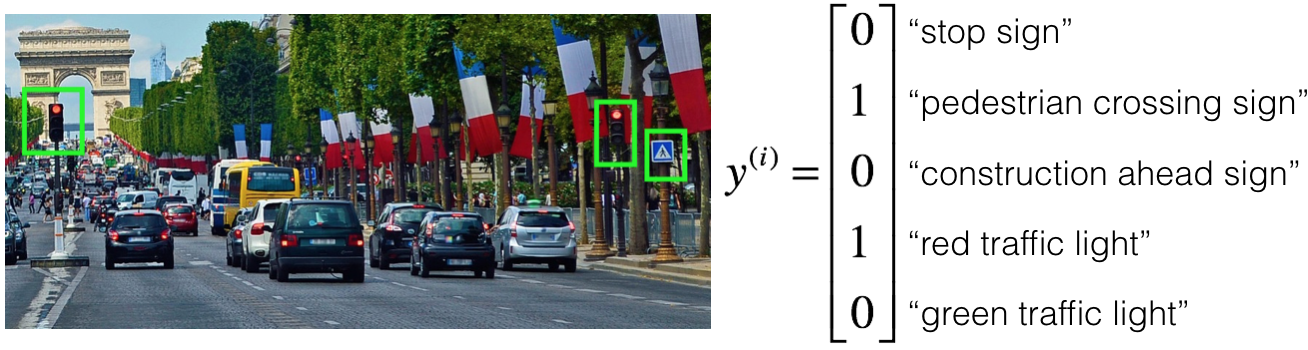 0 “stop sign”
1 “pedestrian crossing sign”
y⁽ⁱ⁾ = 0 “construction ahead sign”
1 “red traffic light”
0 “green traffic light”